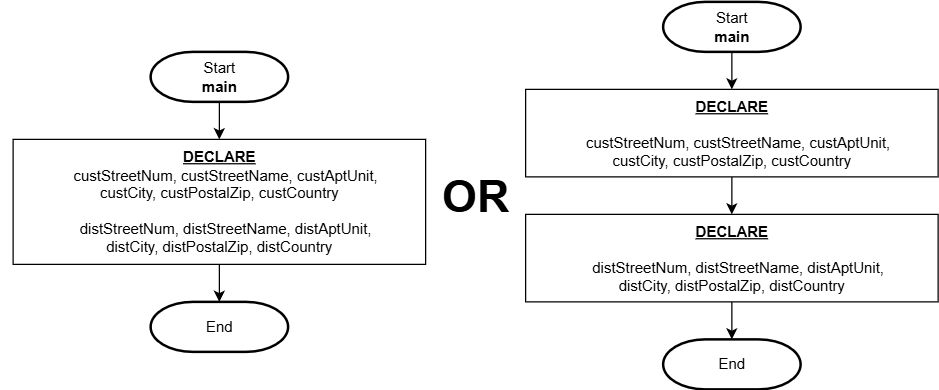 Start
main
DECLARE
custStreetNum, custStreetName, custAptUnit,
custCity, custPostalZip, custCountry
distStreetNum, distStreetName, distAptUnit,
distCity, distPostalZip, distCountry
End
OR
Start
main
DECLARE
custStreetNum, custStreetName, custAptUnit,
custCity, custPostalZip, custCountry
DECLARE
distStreetNum, distStreetName, distAptUnit,
distCity, distPostalZip, distCountry
End